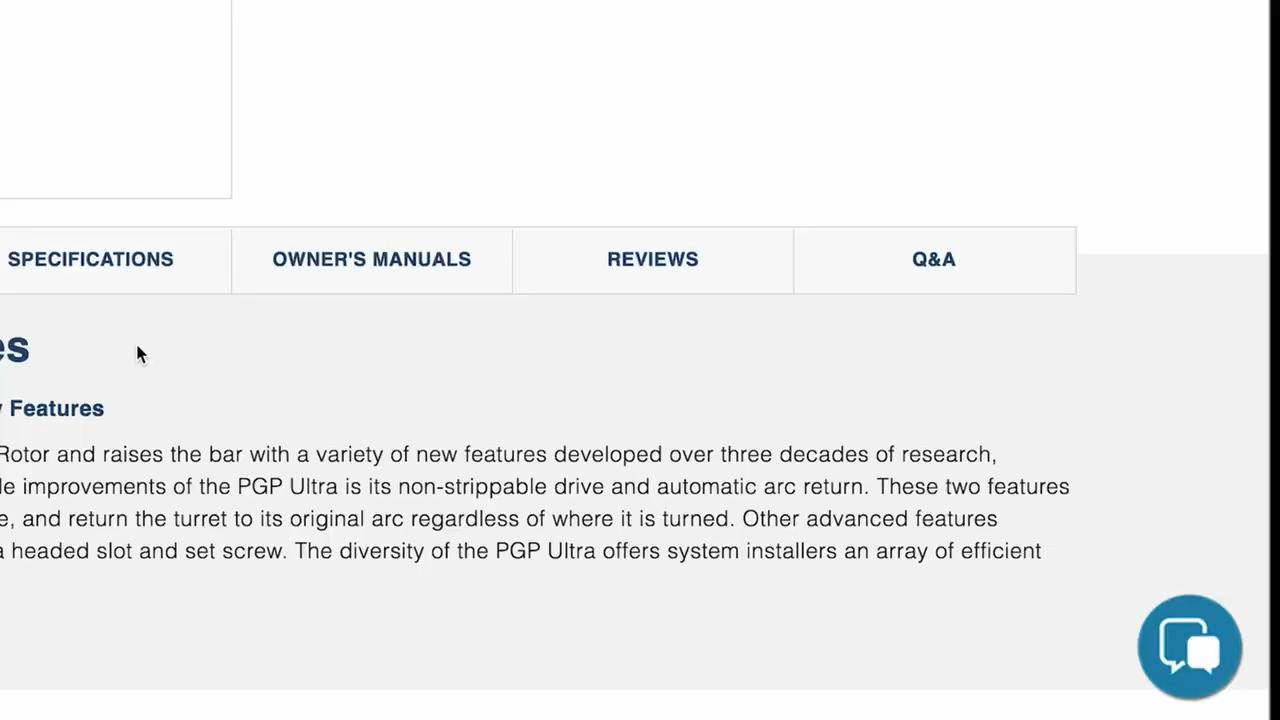 SPECIFICATIONS OWNER'S MANUALS REVIEWS Q&A
es
Features
Rotor and raises the bar with a variety of new features developed over three decades of research,
le improvements of the PGP Ultra is its non-strippable drive and automatic arc return. These two features
e, and return the turret to its original arc regardless of where it is turned. Other advanced features
a headed slot and set screw. The diversity of the PGP Ultra offers system installers an array of efficient